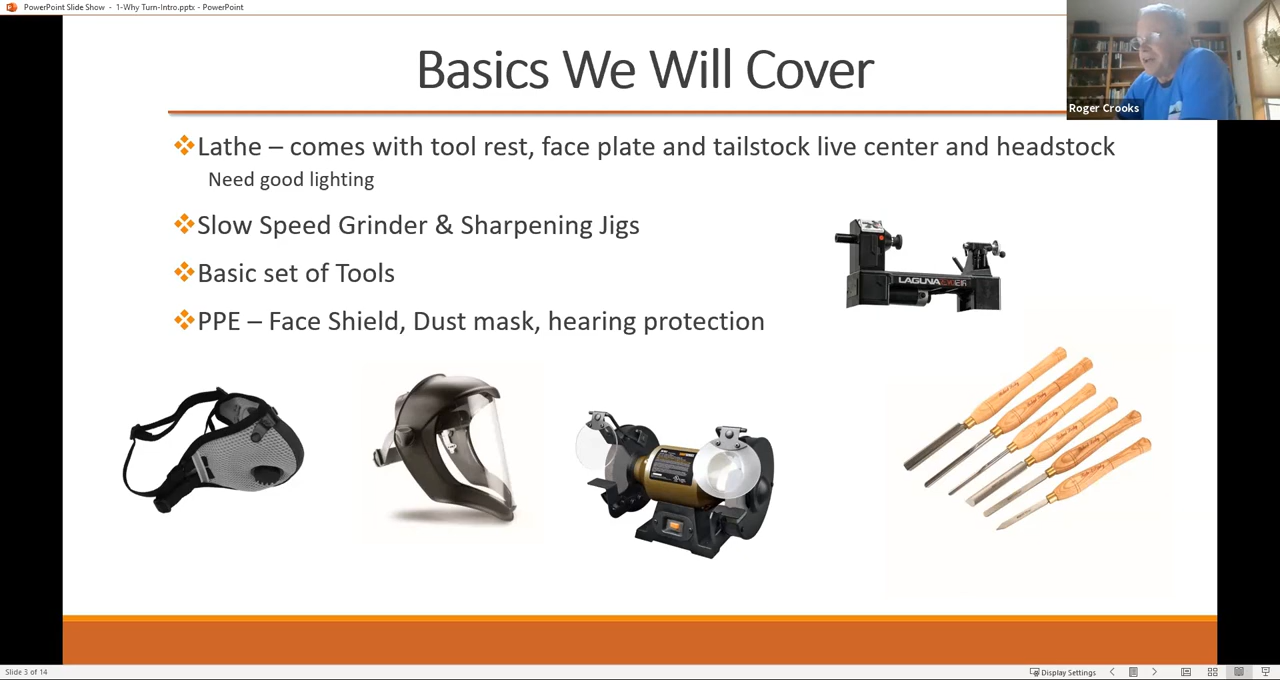 PowerPoint Slide Show - 1-Why Turn-Intro.pptx - PowerPoint
Basics We Will Cover
Roger Crooks
Lathe – comes with tool rest, face plate and tailstock live center and headstock
Need good lighting
Slow Speed Grinder & Sharpening Jigs
Basic set of Tools
PPE – Face Shield, Dust mask, hearing protection
LAGUNA
Slide 3 of 14
Display Settings